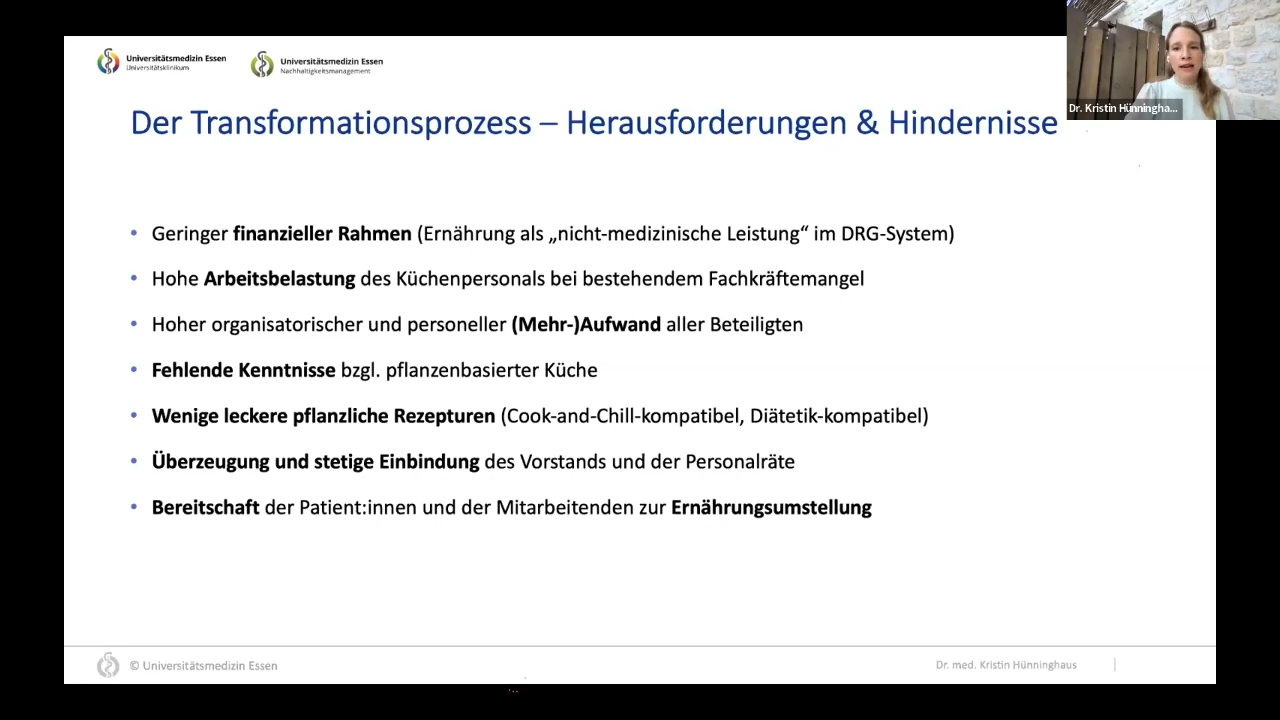 Universitätsmedizin Essen
Universitätsklinikum
Universitätsmedizin Essen
Nachhaltigkeitsmanagement
Dr. Kristin Hünningha...
Der Transformationsprozess – Herausforderungen & Hindernisse
• Geringer finanzieller Rahmen (Ernährung als „nicht-medizinische Leistung“ im DRG-System)
• Hohe Arbeitsbelastung des Küchenpersonals bei bestehendem Fachkräftemangel
• Hoher organisatorischer und personeller (Mehr-)Aufwand aller Beteiligten
• Fehlende Kenntnisse bzgl. pflanzenbasierter Küche
• Wenige leckere pflanzliche Rezepturen (Cook-and-Chill-kompatibel, Diätetik-kompatibel)
• Überzeugung und stetige Einbindung des Vorstands und der Personalräte
• Bereitschaft der Patient:innen und der Mitarbeitenden zur Ernährungsumstellung
© Universitätsmedizin Essen
Dr. med. Kristin Hünninghaus